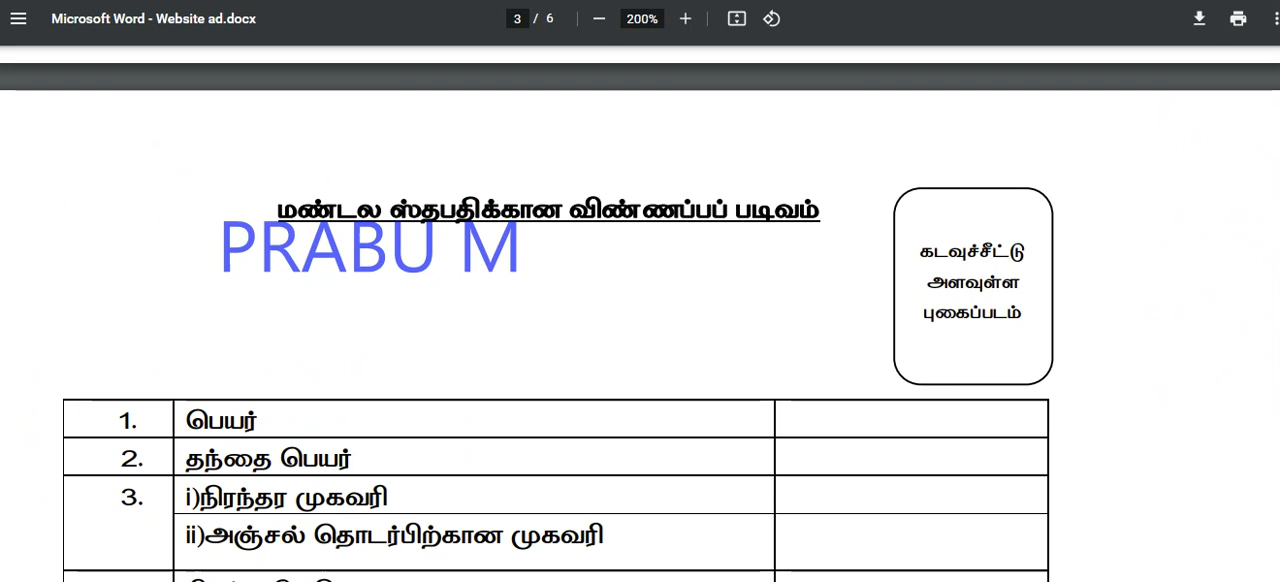 Microsoft Word - Website ad.docx
3 / 6
200%
மண்டல ஸ்தபதிக்கான விண்ணப்பப் படிவம்
PRABU M
கடவுச்சீட்டு
அளவுள்ள
புகைப்படம்
1. பெயர்
2. தந்தை பெயர்
3. i)நிரந்தர முகவரி
ii)அஞ்சல் தொடர்பிற்கான முகவரி